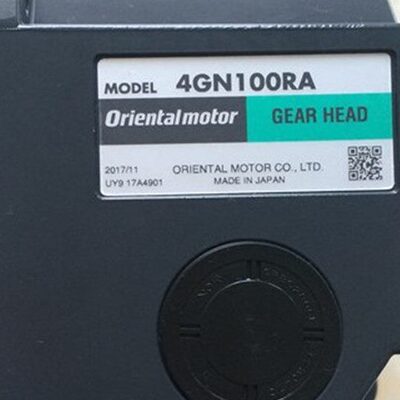 MODEL 4GN100RA
Orientalmotor GEAR HEAD
2017/11 ORIENTAL MOTOR CO., LTD.
UY9 17A4901 MADE IN JAPAN